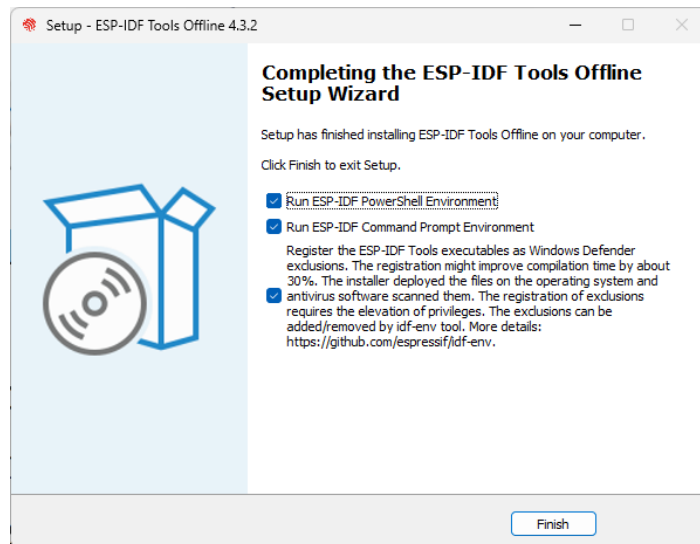 Setup - ESP-IDF Tools Offline 4.3.2
Completing the ESP-IDF Tools Offline
Setup Wizard
Setup has finished installing ESP-IDF Tools Offline on your computer.
Click Finish to exit Setup.
Run ESP-IDF PowerShell Environment
Run ESP-IDF Command Prompt Environment
Register the ESP-IDF Tools executables as Windows Defender
exclusions. The registration might improve compilation time by about
30%. The installer deployed the files on the operating system and
antivirus software scanned them. The registration of exclusions
requires the elevation of privileges. The exclusions can be
added/removed by idf-env tool. More details:
https://github.com/espressif/idf-env.
Finish